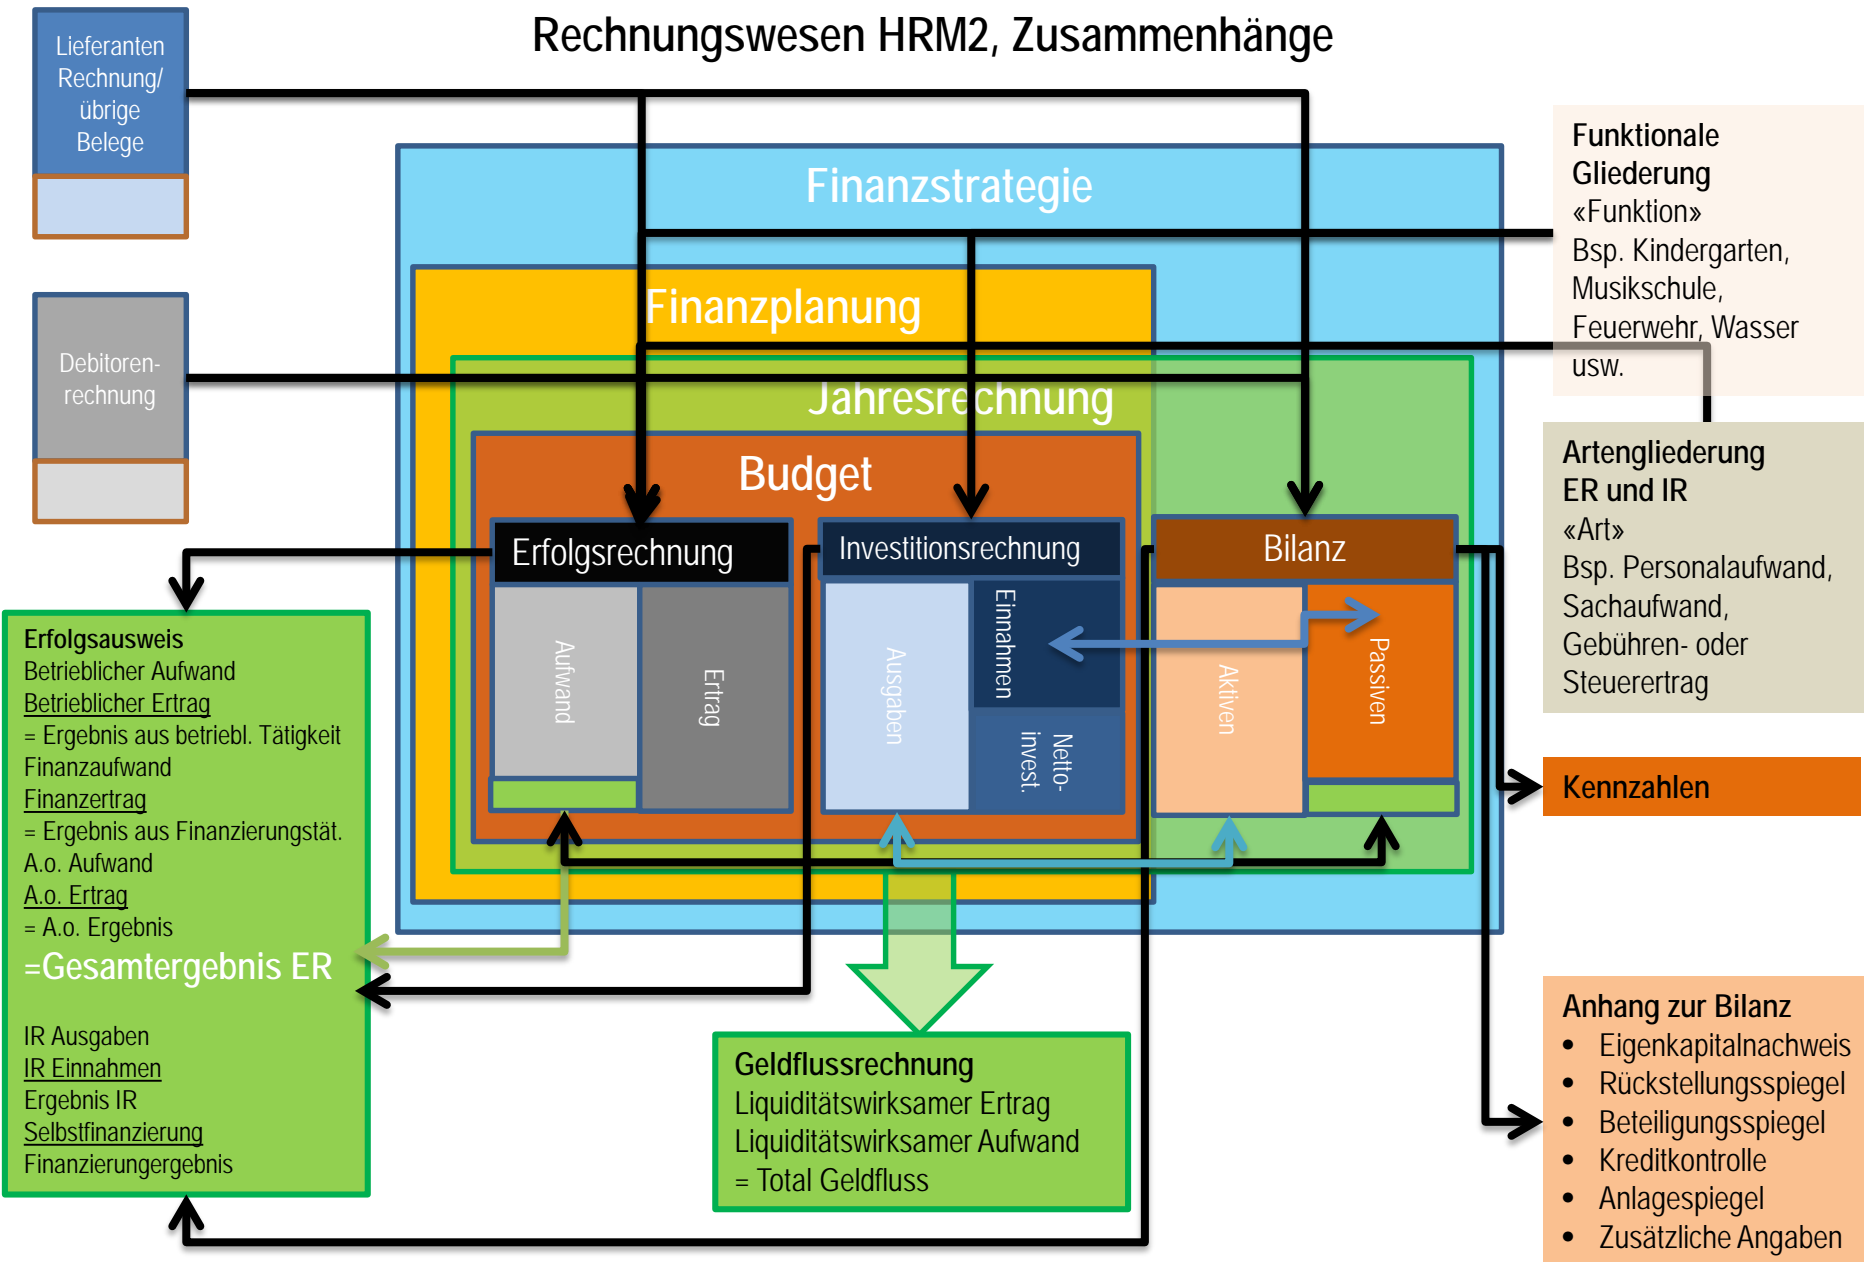 Rechnungswesen HRM2, Zusammenhänge
Lieferanten
Rechnung/
übrige
Belege
Debitoren-
rechnung
Finanzstrategie
Finanzplanung
Jahresrechnung
Budget
Erfolgsrechnung
Aufwand
Ertrag
Investitionsrechnung
Ausgaben
Einnahmen
Netto-
invest.
Bilanz
Aktiven
Passiven
Funktionale
Gliederung
«Funktion»
Bsp. Kindergarten,
Musikschule,
Feuerwehr, Wasser
usw.
Artengliederung
ER und IR
«Art»
Bsp. Personalaufwand,
Sachaufwand,
Gebühren- oder
Steuerertrag
Kennzahlen
Erfolgsausweis
Betrieblicher Aufwand
Betrieblicher Ertrag
= Ergebnis aus betriebl. Tätigkeit
Finanzaufwand
Finanzertrag
= Ergebnis aus Finanzierungstät.
A.o. Aufwand
A.o. Ertrag
= A.o. Ergebnis
=Gesamtergebnis ER
IR Ausgaben
IR Einnahmen
Ergebnis IR
Selbstfinanzierung
Finanzierungergebnis
Geldflussrechnung
Liquiditätswirksamer Ertrag
Liquiditätswirksamer Aufwand
= Total Geldfluss
Anhang zur Bilanz
• Eigenkapitalnachweis
• Rückstellungsspiegel
• Beteiligungsspiegel
• Kreditkontrolle
• Anlagespiegel
• Zusätzliche Angaben